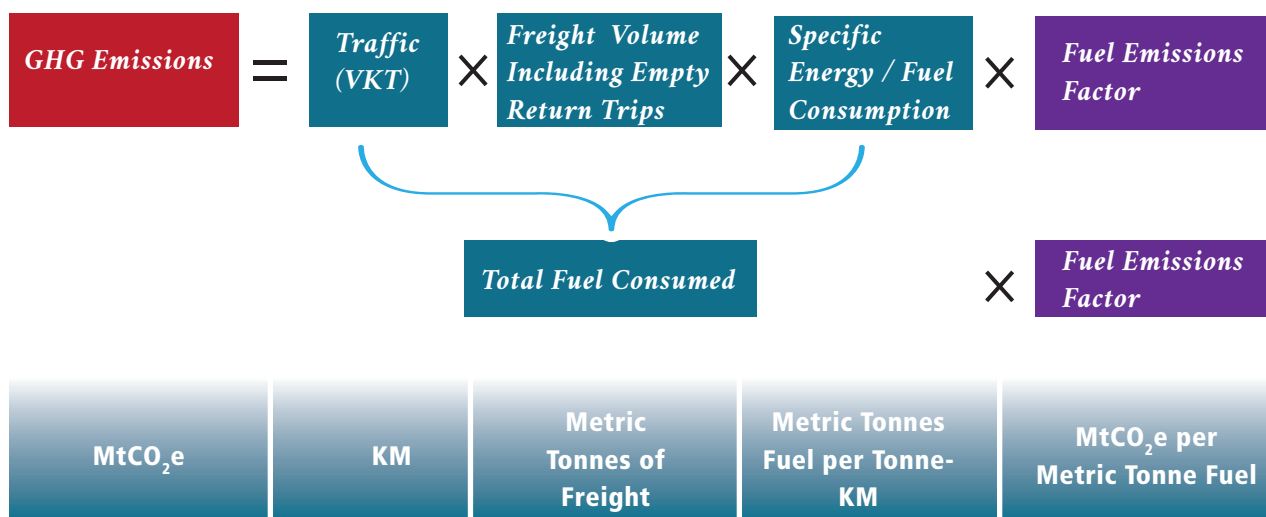 GHG Emissions
=
Traffic
(VKT)
×
Freight Volume
Including Empty
Return Trips
×
Specific
Energy / Fuel
Consumption
×
Fuel Emissions
Factor
Total Fuel Consumed
×
Fuel Emissions
Factor
MtCO₂e
KM
Metric
Tonnes of
Freight
Metric Tonnes
Fuel per Tonne-
KM
MtCO₂e per
Metric Tonne Fuel